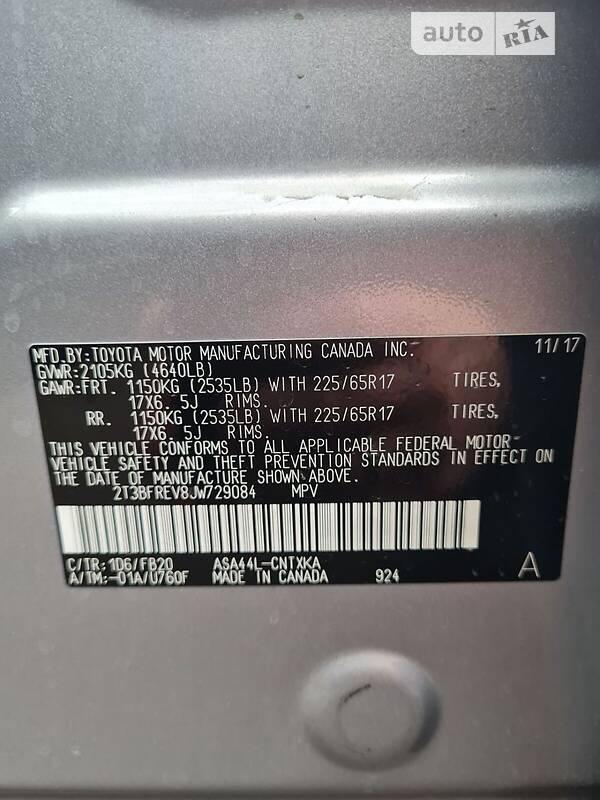 auto RIA
MFD.BY:TOYOTA MOTOR MANUFACTURING CANADA INC. 11/17
GVWR:2105KG (4640LB)
GAWR:FRT. 1150KG (2535LB) WITH 225/65R17 TIRES,
17X6. 5J RIMS.
RR. 1150KG (2535LB) WITH 225/65R17 TIRES,
17X6. 5J RIMS.
THIS VEHICLE CONFORMS TO ALL APPLICABLE FEDERAL MOTOR
VEHICLE SAFETY AND THEFT PREVENTION STANDARDS IN EFFECT ON
THE DATE OF MANUFACTURE SHOWN ABOVE.
2T3BFREV8JW729084 MPV
C/TR:1D6/FB20 ASA44L-CNTXKA
A/TM:-01A/U760F MADE IN CANADA 924 A